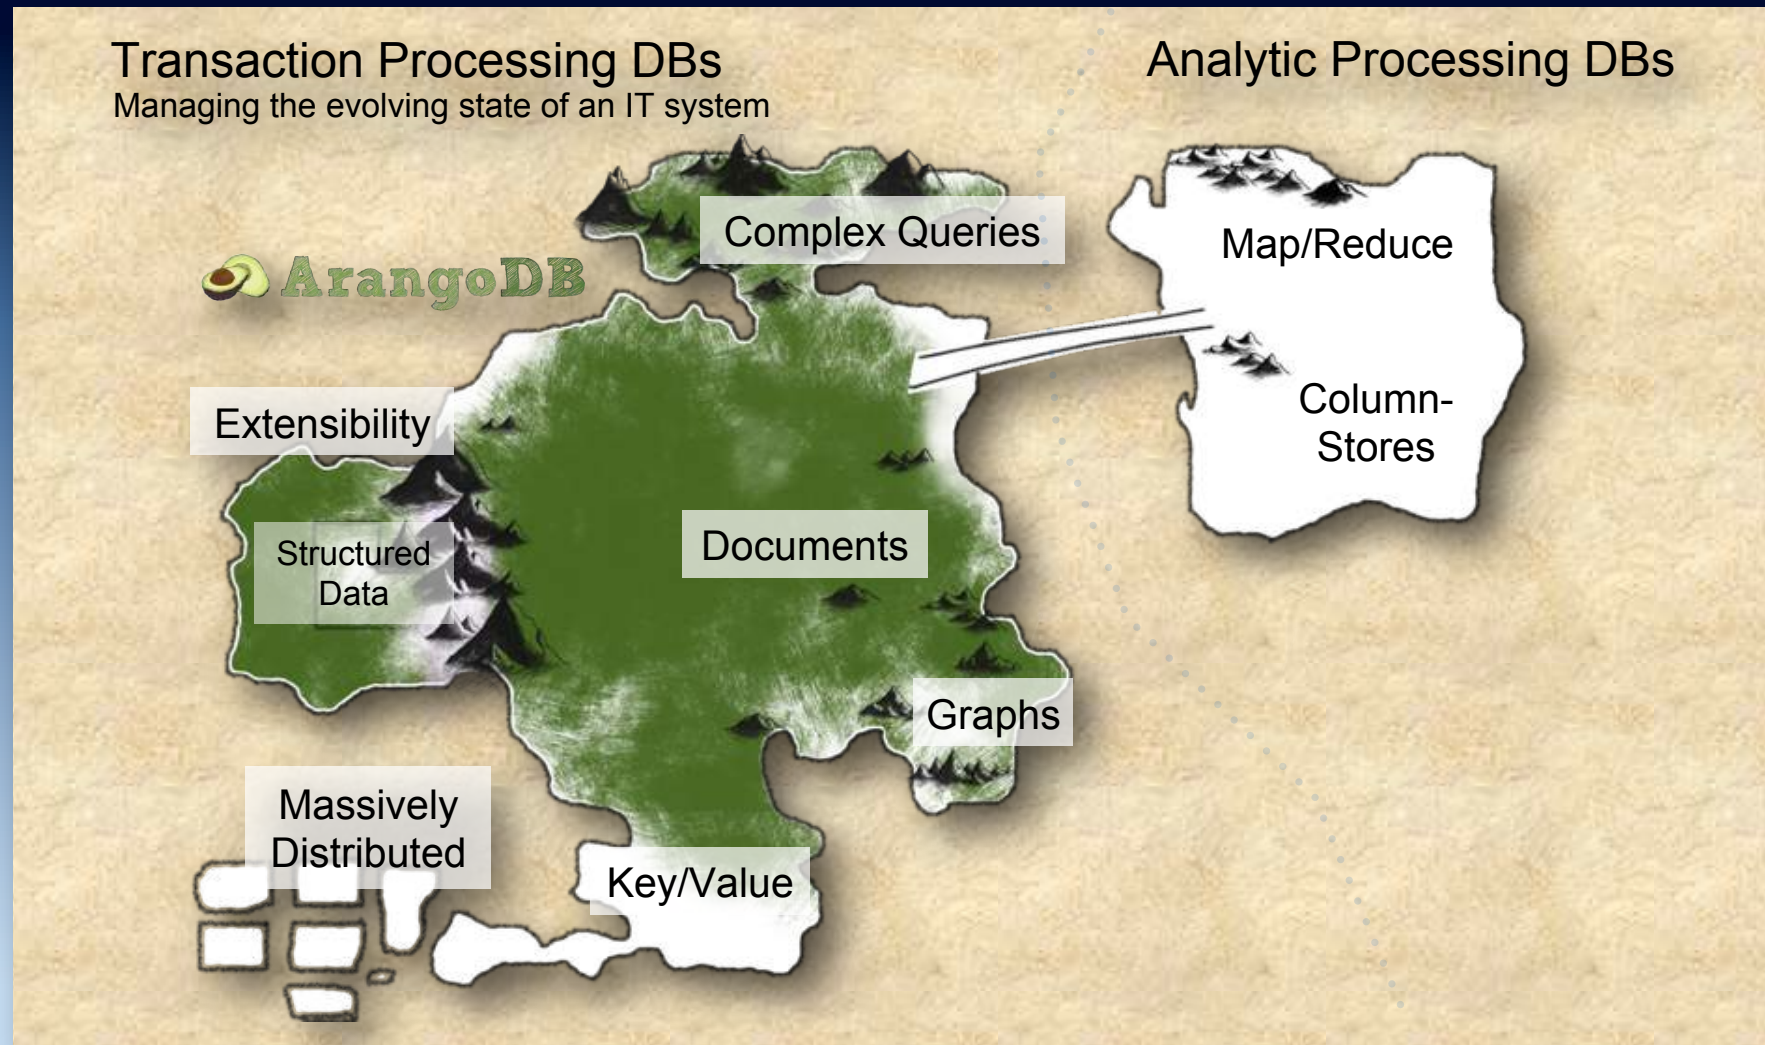 Transaction Processing DBs
Managing the evolving state of an IT system
Analytic Processing DBs
Complex Queries
Map/Reduce
ArangoDB
Extensibility
Column-
Stores
Structured
Data
Documents
Graphs
Massively
Distributed
Key/Value